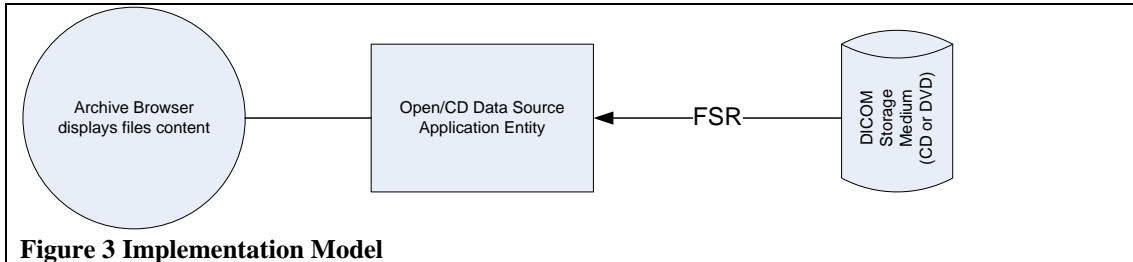 Archive Browser
displays files content
Open/CD Data Source
Application Entity
FSR
DICOM
Storage
Medium
(CD or DVD)
Figure 3 Implementation Model